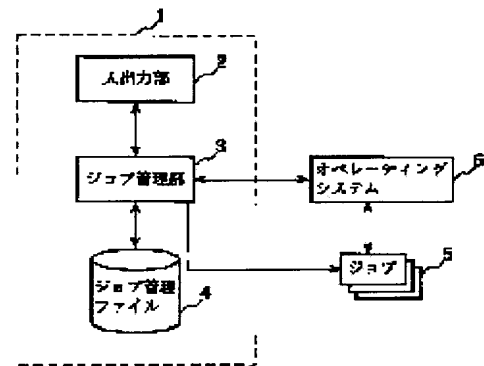 1
入出力部
2
ジョブ管理部
3
オペレーティング
システム
6
ジョブ管理
ファイル
4
ジョブ
5